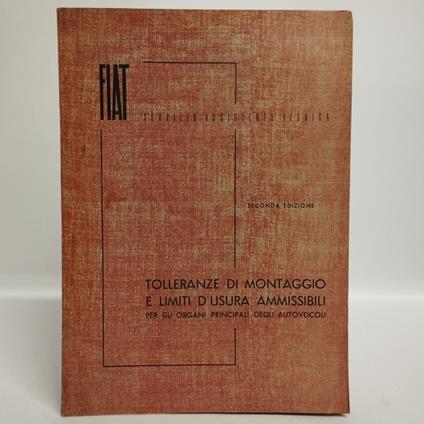 FIAT
SERVIZIO ASSISTENZA TECNICA
SECONDA EDIZIONE
TOLLERANZE DI MONTAGGIO
E LIMITI D'USURA AMMISSIBILI
PER GLI ORGANI PRINCIPALI DEGLI AUTOVEICOLI